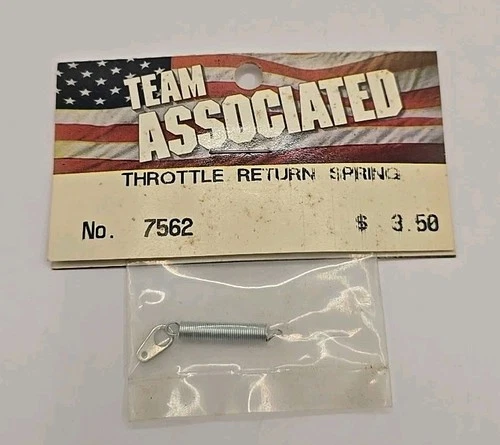 TEAM
ASSOCIATED
THROTTLE RETURN SPRING
No. 7562 $ 3.50